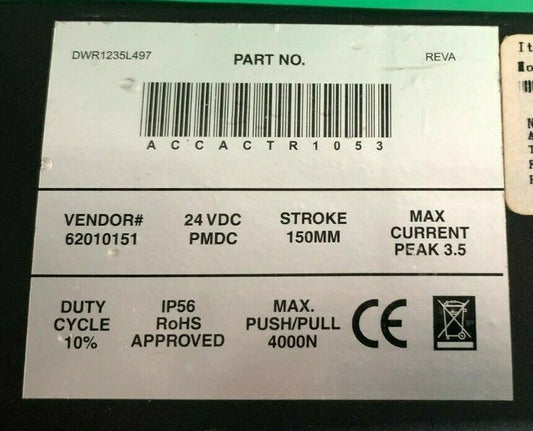 DWR1235L497
PART NO.
REVA
ACCACTR1053
VENDOR#
62010151
24 VDC
PMDC
STROKE
150MM
MAX
CURRENT
PEAK 3.5
DUTY
CYCLE
10%
IP56
RoHS
APPROVED
MAX.
PUSH/PULL
4000N
CE